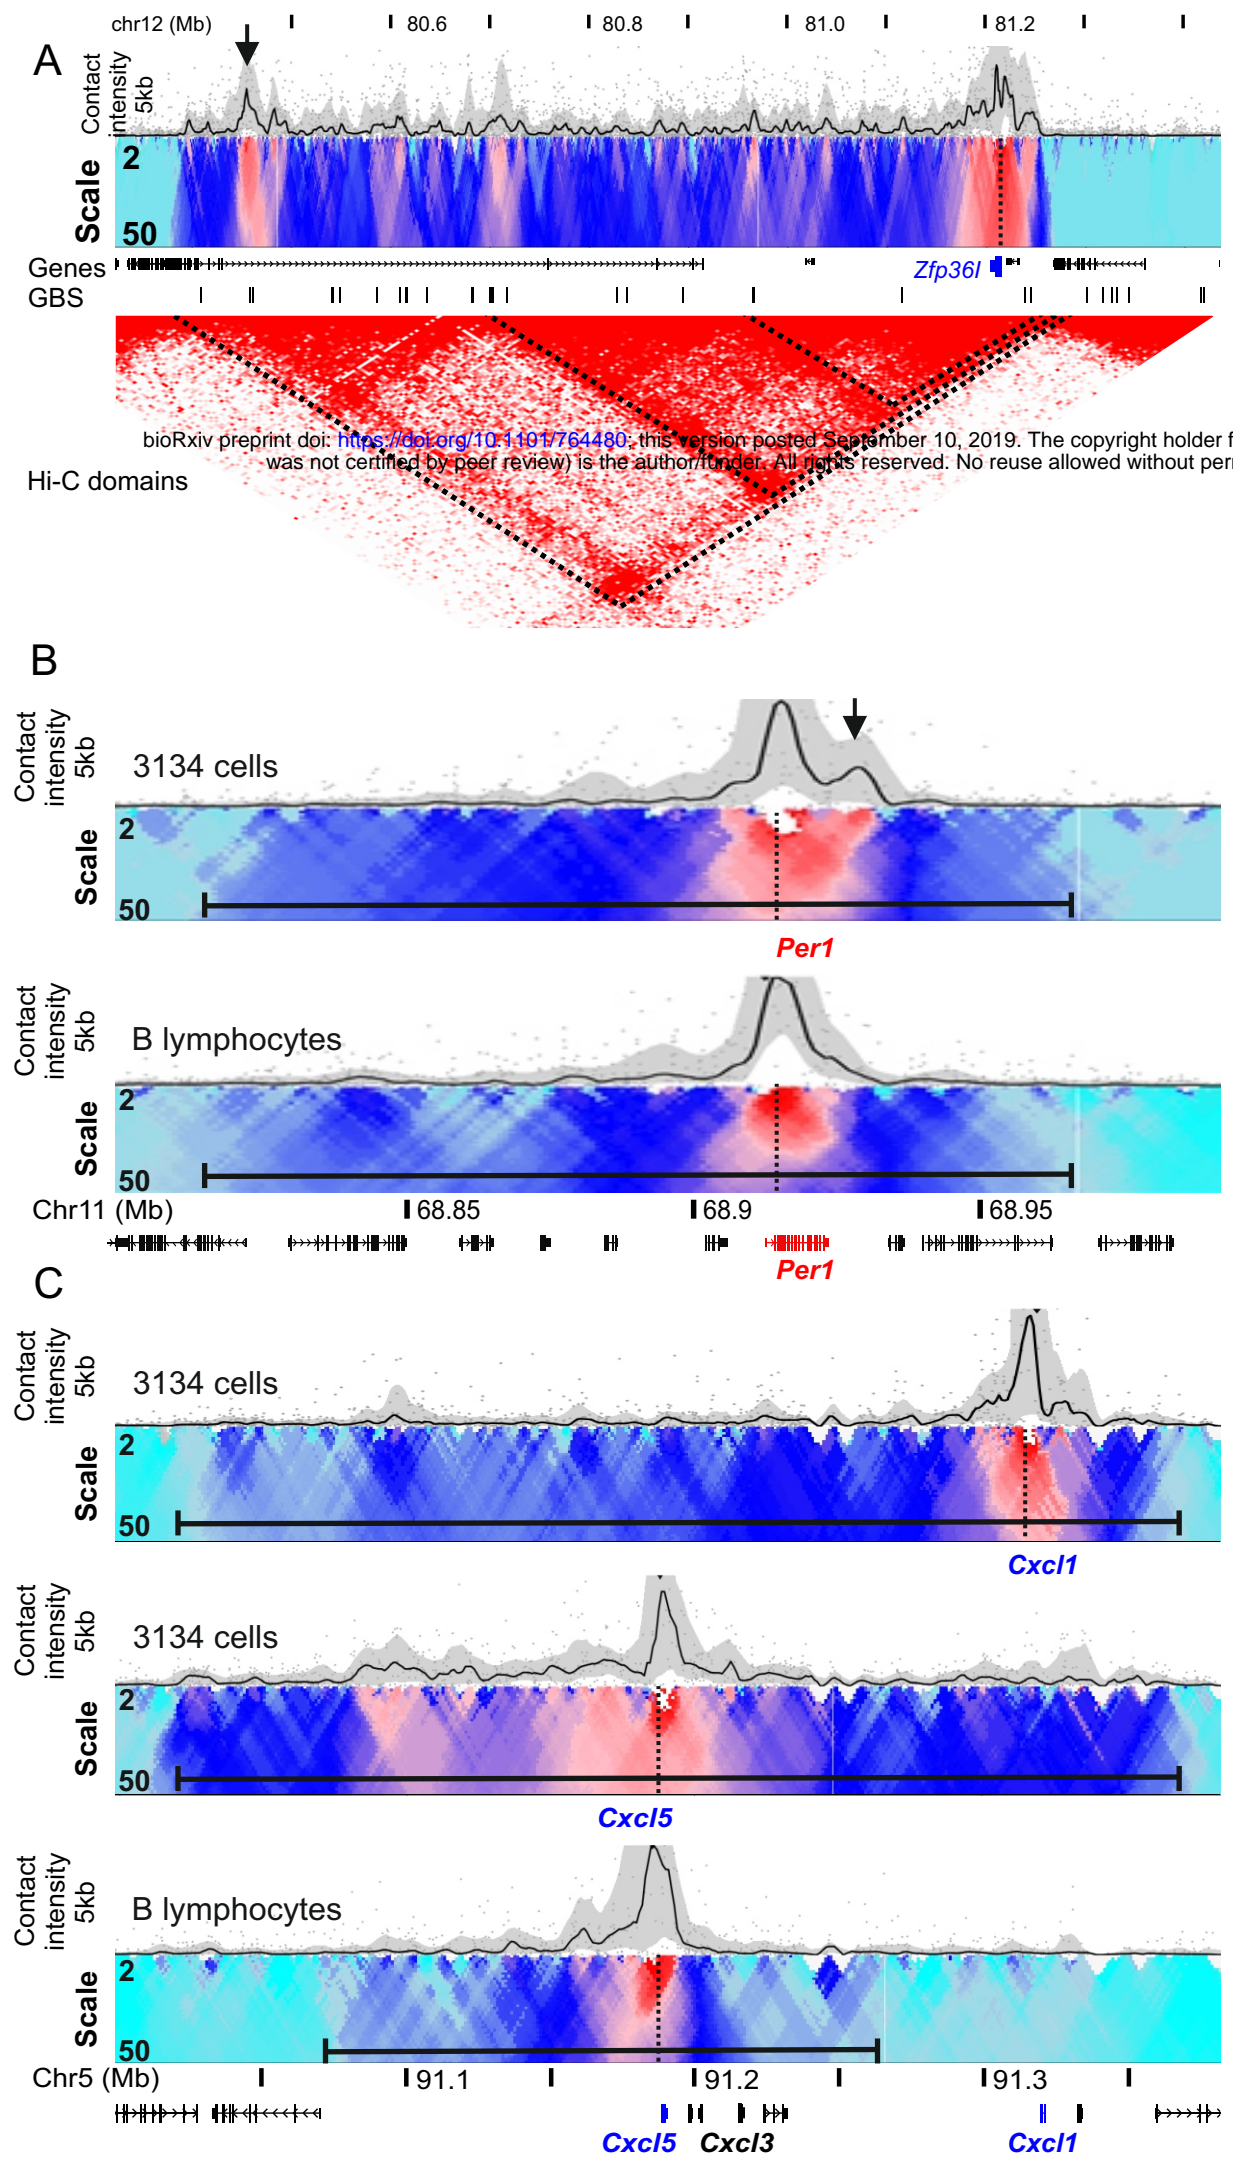 chr12 (Mb) 80.6 80.8 81.0 81.2
A
Contact
intensity
5kb
Scale
2
50
Genes
Zfp36l
GBS
bioRxiv preprint doi: https://doi.org/10.1101/764480; this version posted September 10, 2019. The copyright holder f
was not certified by peer review) is the author/funder. All rights reserved. No reuse allowed without per
Hi-C domains
B
Contact
intensity
5kb
3134 cells
Scale
2
50
Per1
Contact
intensity
5kb
B lymphocytes
Scale
2
50
Chr11 (Mb) 68.85 68.9 68.95
Per1
C
Contact
intensity
5kb
3134 cells
Scale
2
50
Cxcl1
Contact
intensity
5kb
3134 cells
Scale
2
50
Cxcl5
Contact
intensity
5kb
B lymphocytes
Scale
2
50
Chr5 (Mb) 91.1 91.2 91.3
Cxcl5 Cxcl3 Cxcl1